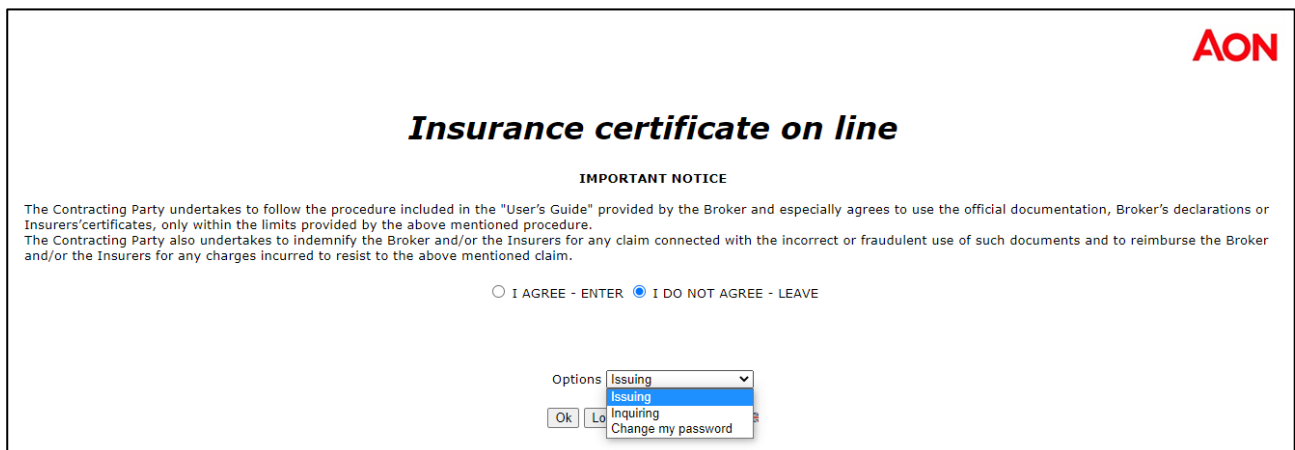 AON
Insurance certificate on line
IMPORTANT NOTICE
The Contracting Party undertakes to follow the procedure included in the "User's Guide" provided by the Broker and especially agrees to use the official documentation, Broker's declarations or
Insurers'certificates, only within the limits provided by the above mentioned procedure.
The Contracting Party also undertakes to indemnify the Broker and/or the Insurers for any claim connected with the incorrect or fraudulent use of such documents and to reimburse the Broker
and/or the Insurers for any charges incurred to resist to the above mentioned claim.
I AGREE - ENTER I DO NOT AGREE - LEAVE
Options Issuing
Issuing
Inquiring
Change my password
Ok Lo